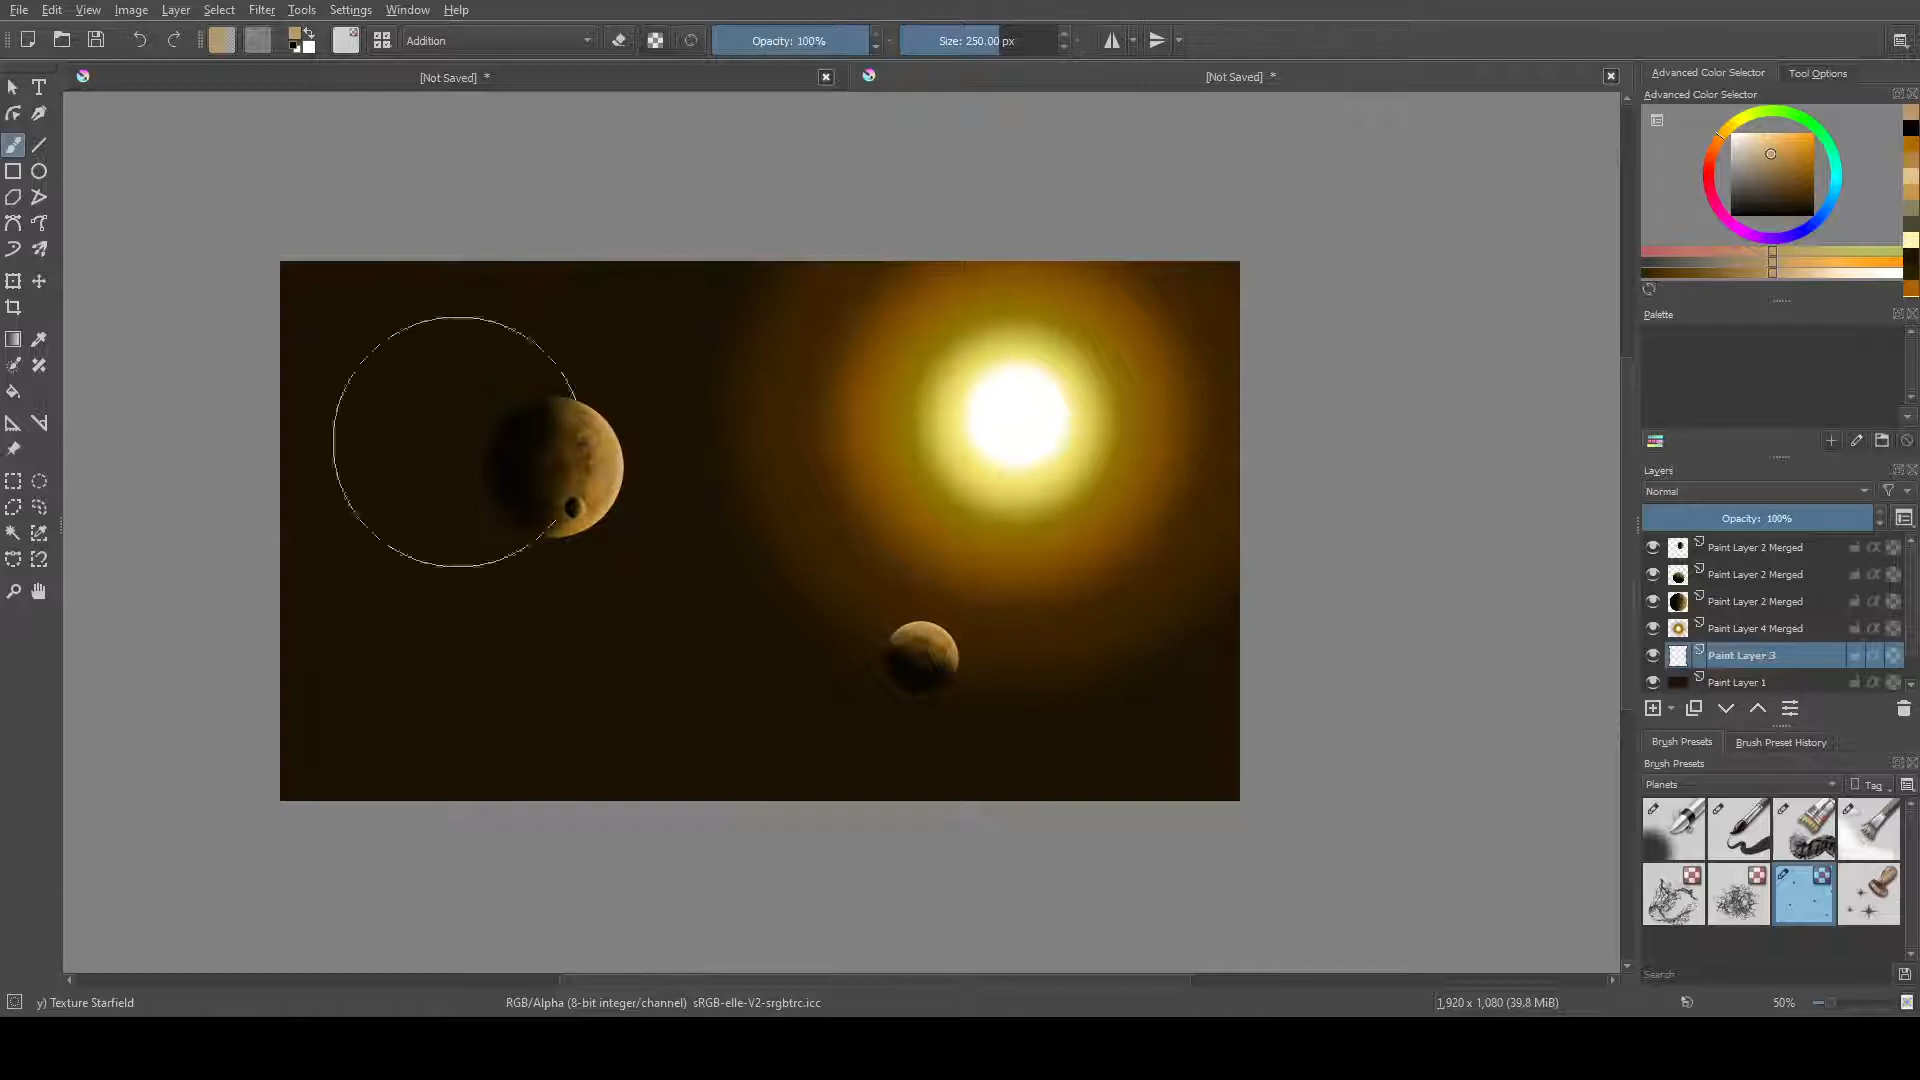 File Edit View Image Layer Select Filter Tools Settings Window Help
Addition
Opacity: 100%
Size: 250.00 px
[Not Saved] *
[Not Saved] *
Advanced Color Selector
Tool Options
Advanced Color Selector
Palette
Layers
Normal
Opacity: 100%
Paint Layer 2 Merged
Paint Layer 2 Merged
Paint Layer 2 Merged
Paint Layer 4 Merged
Paint Layer 3
Paint Layer 1
Brush Presets
Brush Preset History
Brush Presets
Planets
Tag
Search
y) Texture Starfield
RGB/Alpha (8-bit integer/channel) sRGB-elle-V2-srgbtrc.icc
1,920 x 1,080 (39.8 MiB)
50%